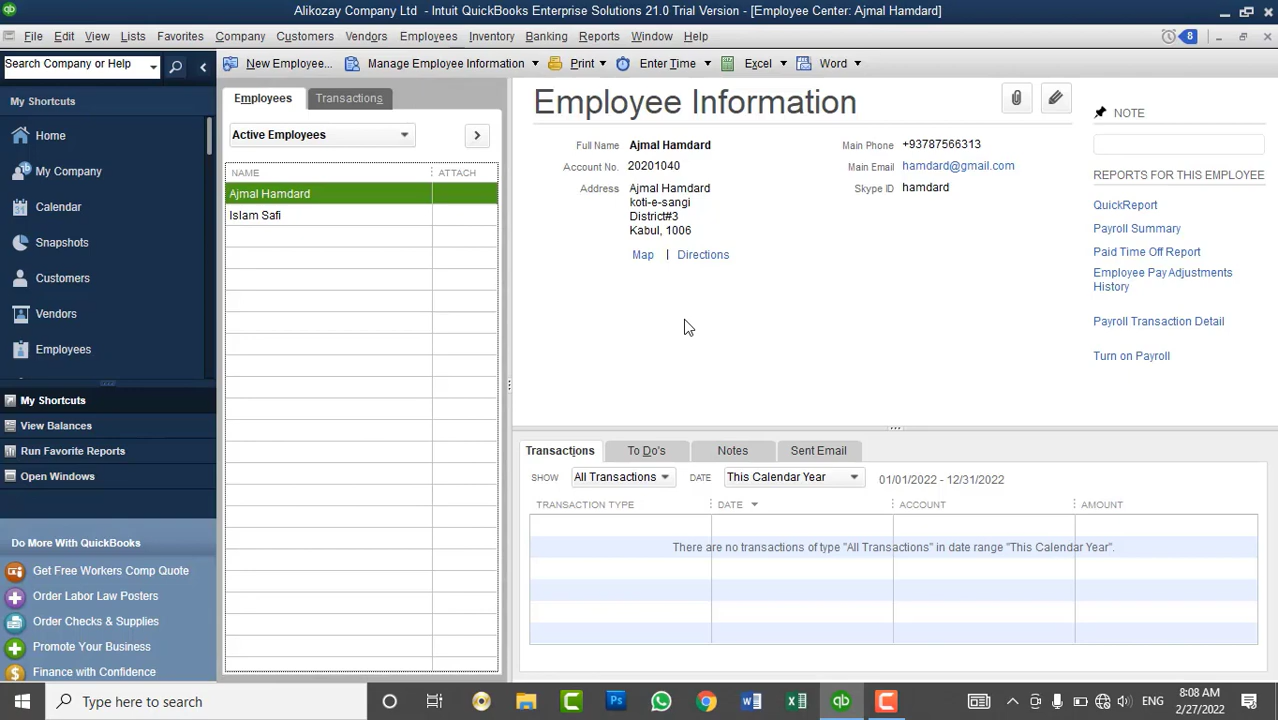 Alikozay Company Ltd - Intuit QuickBooks Enterprise Solutions 21.0 Trial Version - [Employee Center: Ajmal Hamdard]
File Edit View Lists Favorites Company Customers Vendors Employees Inventory Banking Reports Window Help
8
Search Company or Help
New Employee... Manage Employee Information Print Enter Time Excel Word
My Shortcuts
Home
My Company
Calendar
Snapshots
Customers
Vendors
Employees
My Shortcuts
View Balances
Run Favorite Reports
Open Windows
Do More With QuickBooks
Get Free Workers Comp Quote
Order Labor Law Posters
Order Checks & Supplies
Promote Your Business
Finance with Confidence
Employees Transactions
Active Employees
NAME ATTACH
Ajmal Hamdard
Islam Safi
Employee Information
Full Name Ajmal Hamdard
Account No. 20201040
Address Ajmal Hamdard
koti-e-sangi
District#3
Kabul, 1006
Map | Directions
Main Phone +93787566313
Main Email hamdard@gmail.com
Skype ID hamdard
NOTE
REPORTS FOR THIS EMPLOYEE
QuickReport
Payroll Summary
Paid Time Off Report
Employee Pay Adjustments
History
Payroll Transaction Detail
Turn on Payroll
Transactions To Do's Notes Sent Email
SHOW All Transactions DATE This Calendar Year 01/01/2022 - 12/31/2022
TRANSACTION TYPE DATE ACCOUNT AMOUNT
There are no transactions of type "All Transactions" in date range "This Calendar Year".
Type here to search
ENG
8:08 AM
2/27/2022